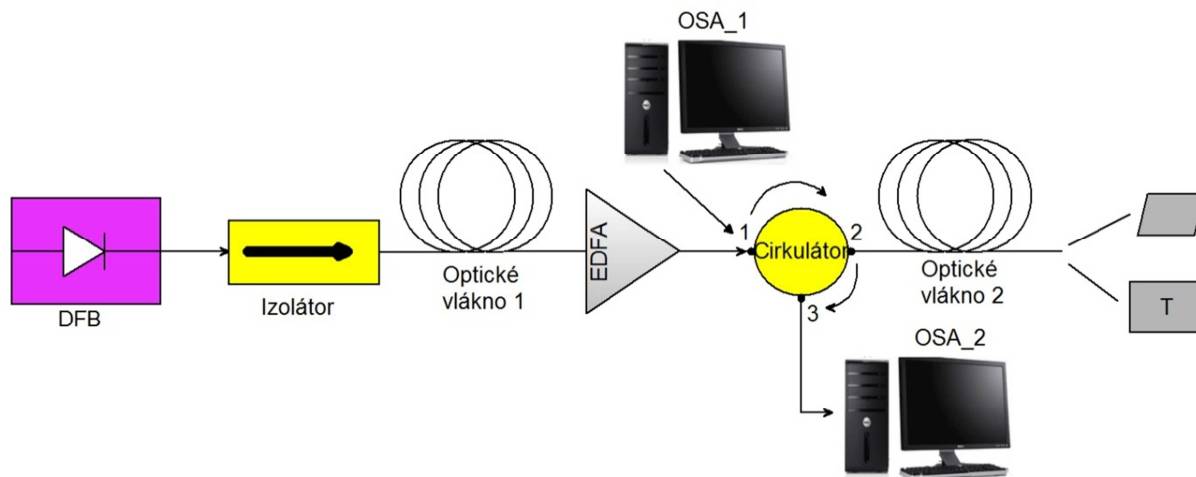 OSA_1
DFB
Izolátor
Optické
vlákno 1
EDFA
1
Cirkulátor
2
3
Optické
vlákno 2
T
OSA_2